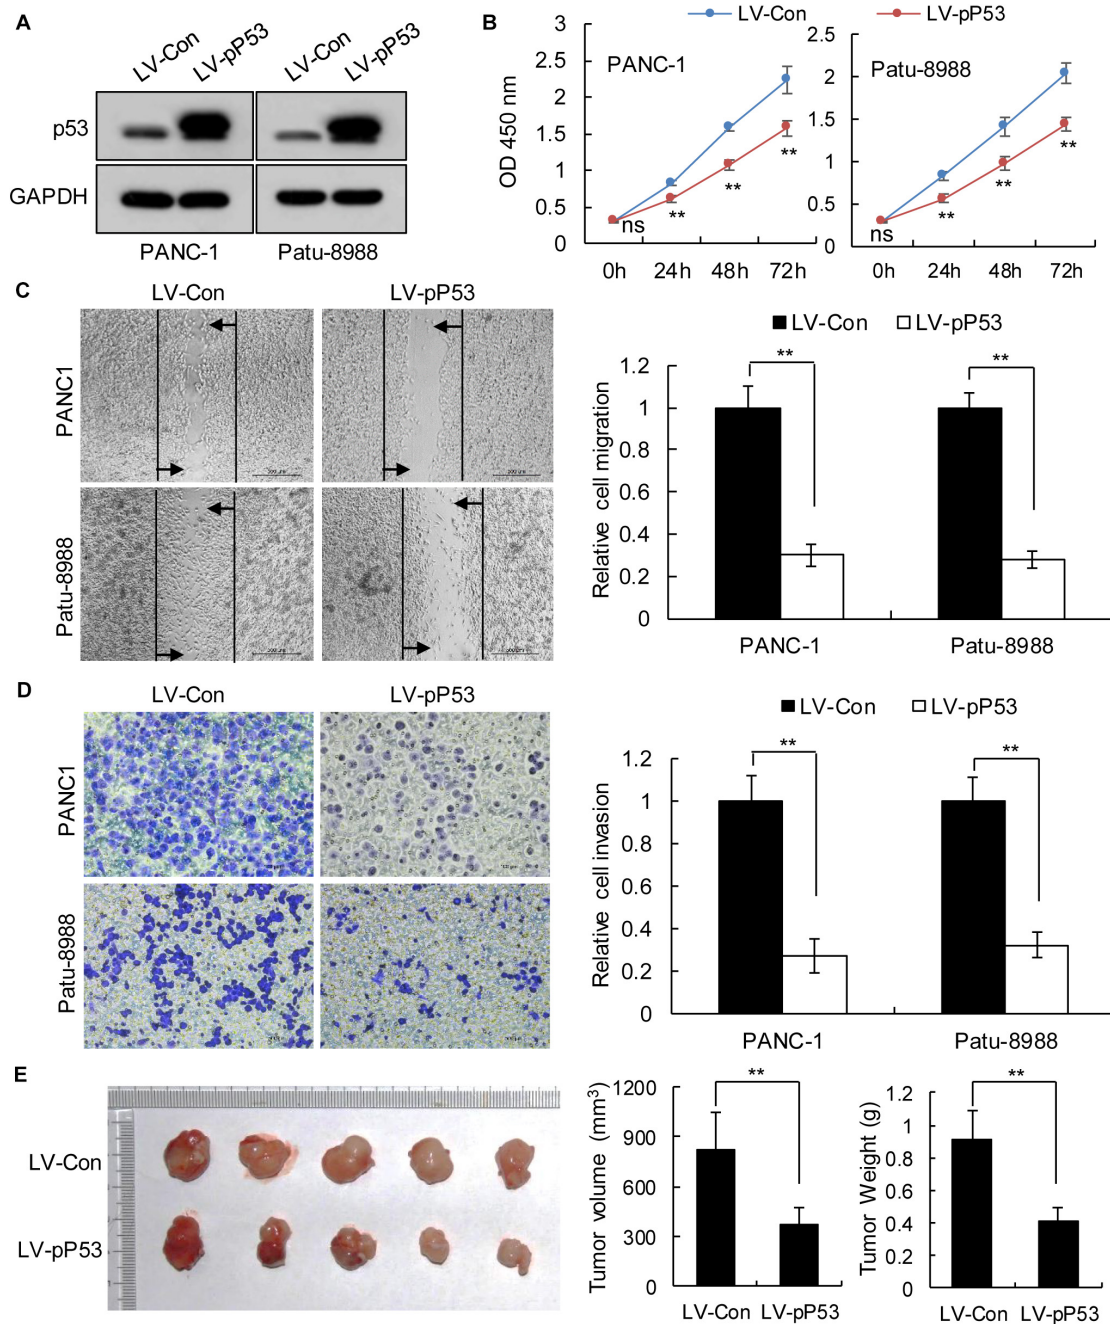 A
LV-Con LV-pP53 LV-Con LV-pP53
p53
GAPDH
PANC-1 Patu-8988
B
LV-Con LV-pP53
OD 450 nm
3
2.5
2
1.5
1
0.5
0
PANC-1
ns
**
**
**
0h 24h 48h 72h
2.5
2
1.5
1
0.5
0
Patu-8988
ns
**
**
**
0h 24h 48h 72h
C
LV-Con LV-pP53
PANC1
Patu-8988
LV-Con LV-pP53
Relative cell migration
1.2
1
0.8
0.6
0.4
0.2
0
** **
PANC-1 Patu-8988
D
LV-Con LV-pP53
PANC1
Patu-8988
LV-Con LV-pP53
Relative cell invasion
1.2
1
0.8
0.6
0.4
0.2
0
** **
PANC-1 Patu-8988
E
LV-Con
LV-pP53
Tumor volume (mm³)
1200
900
600
300
0
**
LV-Con LV-pP53
Tumor Weight (g)
1.2
1
0.8
0.6
0.4
0.2
0
**
LV-Con LV-pP53